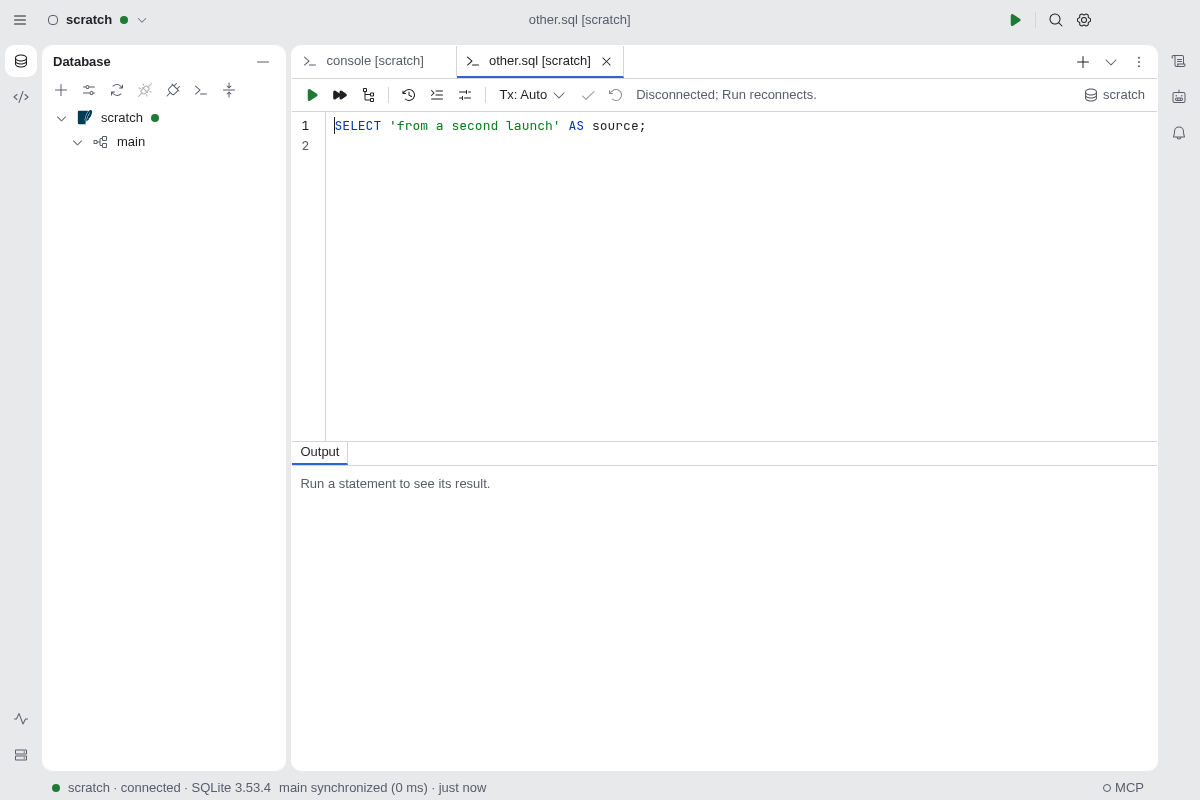 scratch
other.sql [scratch]
Database
console [scratch]
other.sql [scratch]
Tx: Auto
Disconnected; Run reconnects.
scratch
scratch
main
1 SELECT 'from a second launch' AS source;
2
Output
Run a statement to see its result.
scratch · connected · SQLite 3.53.4 main synchronized (0 ms) · just now
MCP